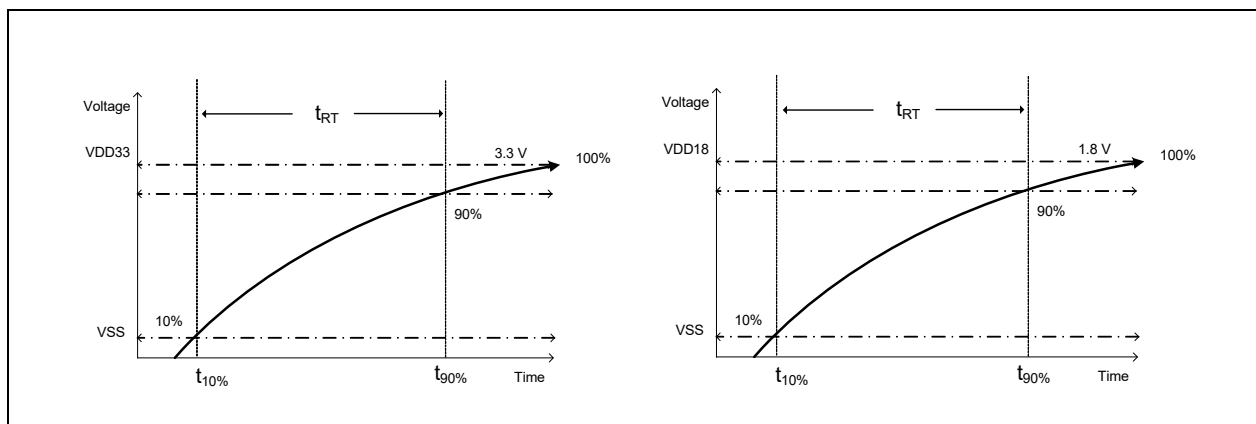 Voltage
tRT
VDD33
3.3 V
100%
90%
10%
VSS
t10%
t90%
Time
Voltage
tRT
VDD18
1.8 V
100%
90%
10%
VSS
t10%
t90%
Time